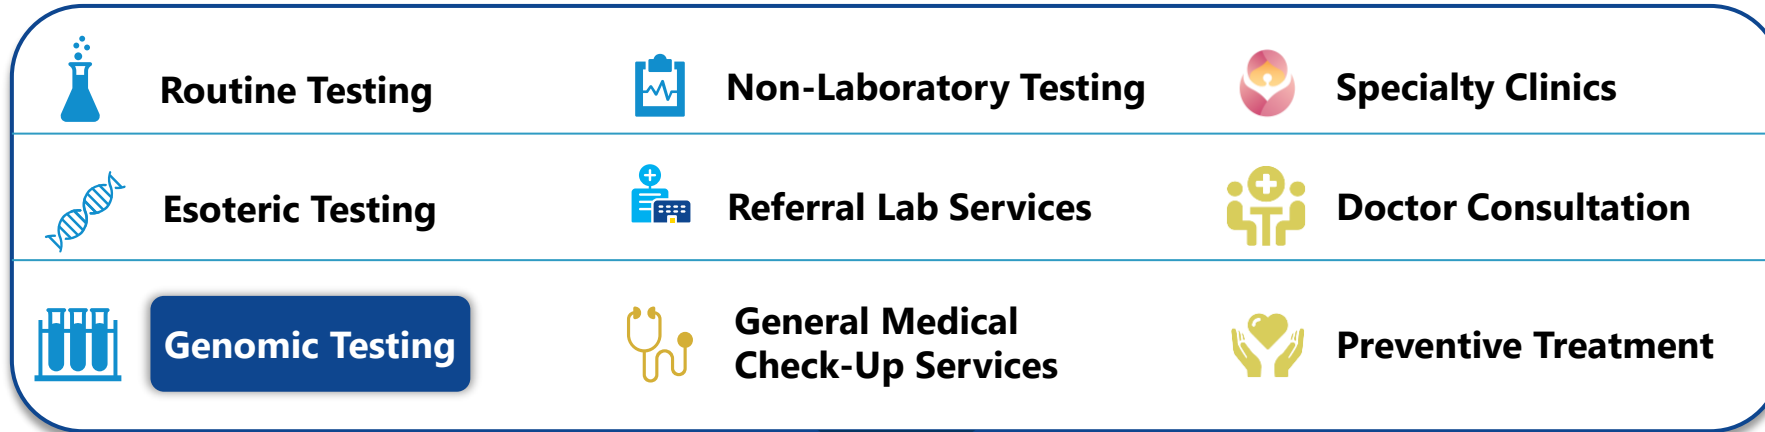 Routine Testing
Non-Laboratory Testing
Specialty Clinics
Esoteric Testing
Referral Lab Services
Doctor Consultation
Genomic Testing
General Medical
Check-Up Services
Preventive Treatment